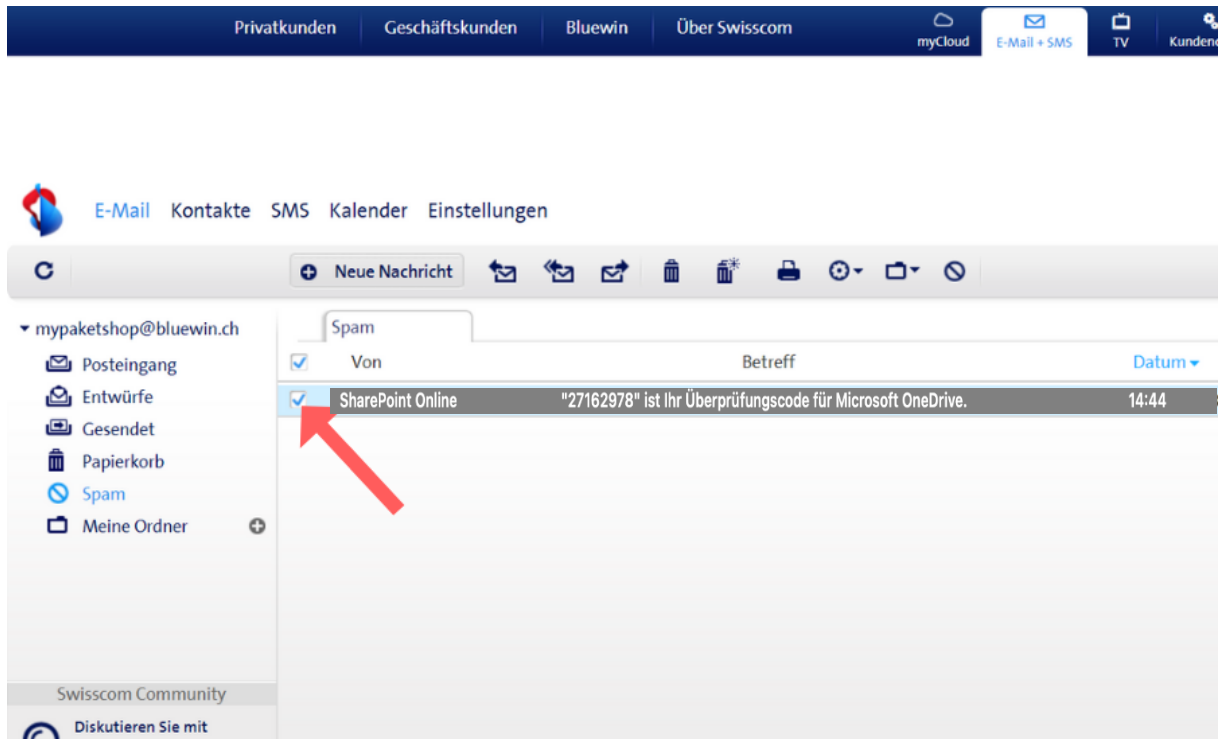 Privatkunden Geschäftskunden Bluewin Über Swisscom myCloud E-Mail + SMS TV
E-Mail Kontakte SMS Kalender Einstellungen
Neue Nachricht
mypaketshop@bluewin.ch
Spam
Posteingang
Von Betreff Datum
Entwürfe
SharePoint Online "27162978" ist Ihr Überprüfungscode für Microsoft OneDrive. 14:44
Gesendet
Papierkorb
Spam
Meine Ordner
Swisscom Community
Diskutieren Sie mit